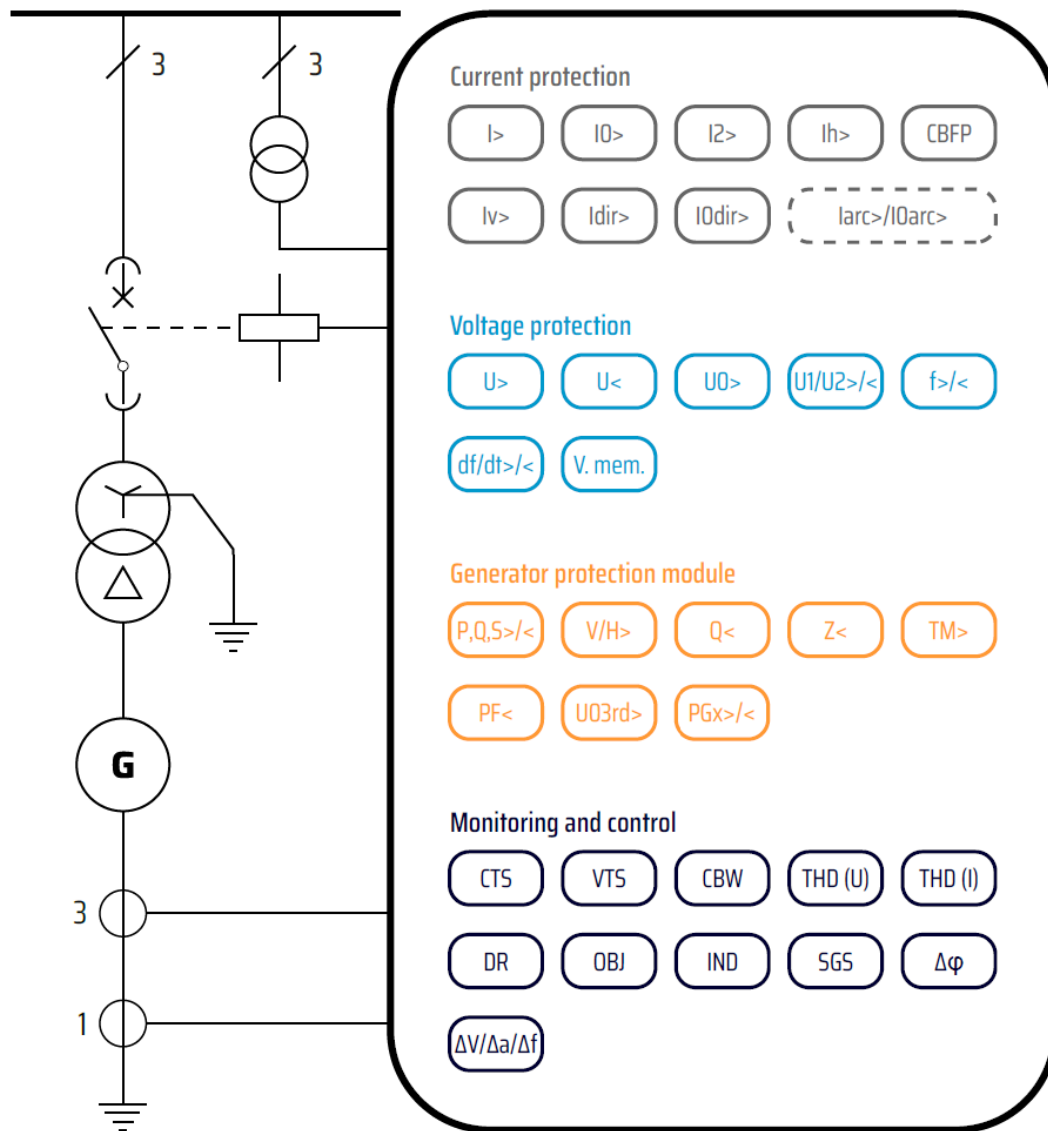 3
3
Current protection
I>
I0>
I2>
Ih>
CBFP
Iv>
Idir>
I0dir>
Iarc>/I0arc>
Voltage protection
U>
U<
U0>
U1/U2>/<
f>/<
df/dt>/<
V. mem.
Generator protection module
P,Q,S>/<
V/H>
Q<
Z<
TM>
PF<
U03rd>
PGx>/<
G
Monitoring and control
CTS
VTS
CBW
THD (U)
THD (I)
3
DR
OBJ
IND
SGS
Δφ
1
ΔV/Δa/Δf